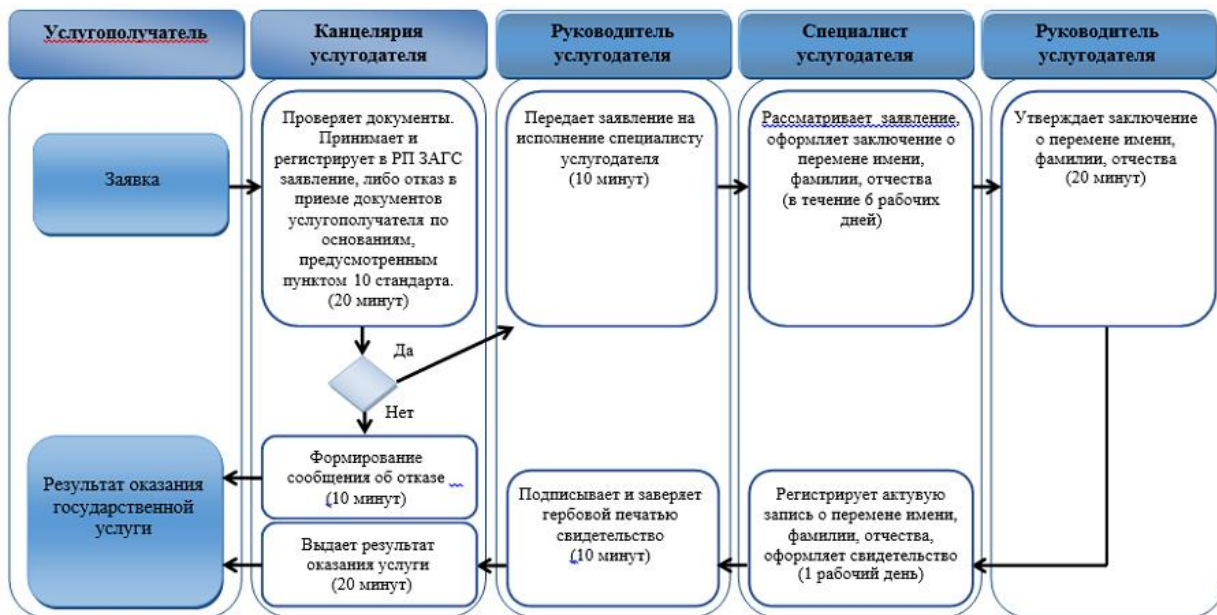 Услугополучатель
Канцелярия
услугодателя
Руководитель
услугодателя
Специалист
услугодателя
Руководитель
услугодателя
Заявка
Проверяет документы.
Принимает и
регистрирует в РП ЗАГС
заявление, либо отказ в
приеме документов
услугополучателя по
основаниям,
предусмотренным
пунктом 10 стандарта.
(20 минут)
Передает заявление на
исполнение специалисту
услугодателя
(10 минут)
Рассматривает заявление,
оформляет заключение о
перемене имени,
фамилии, отчества
(в течение 6 рабочих
дней)
Утверждает заключение
о перемене имени,
фамилии, отчества
(20 минут)
Да
Нет
Результат оказания
государственной
услуги
Формирование
сообщения об отказе
(10 минут)
Выдает результат
оказания услуги
(20 минут)
Подписывает и заверяет
гербовой печатью
свидетельство
(10 минут)
Регистрирует актувую
запись о перемене имени,
фамилии, отчества,
оформляет свидетельство
(1 рабочий день)